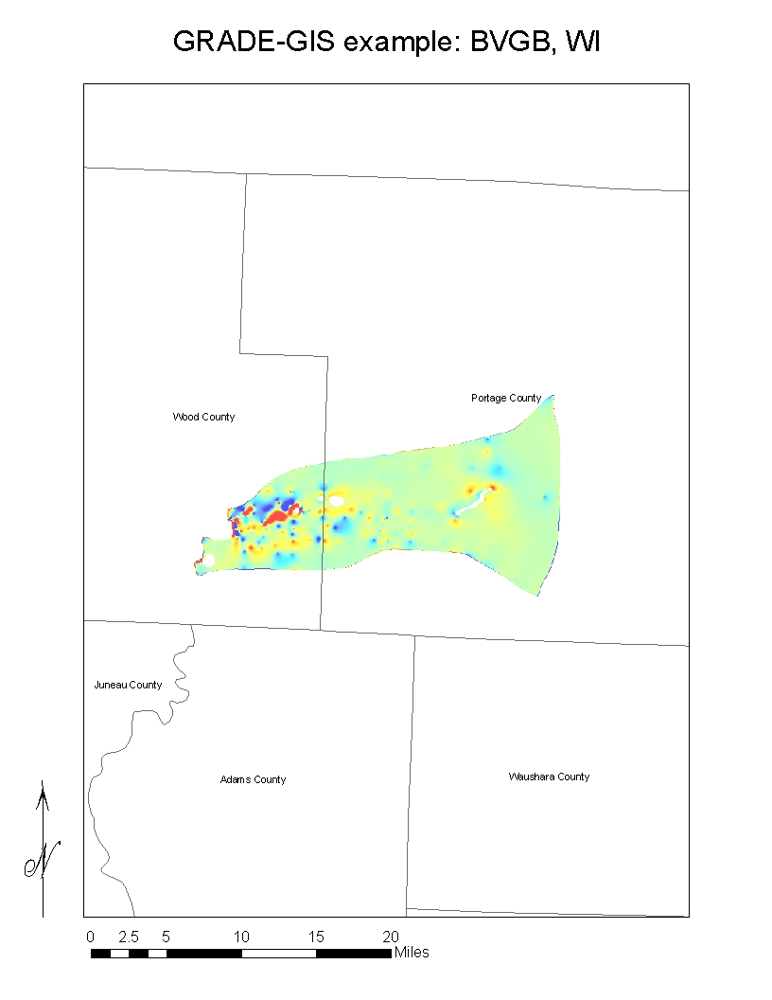 GRADE-GIS example: BVGB, WI
Portage County
Wood County
Juneau County
Adams County
Waushara County
N
0 2.5 5 10 15 20
Miles